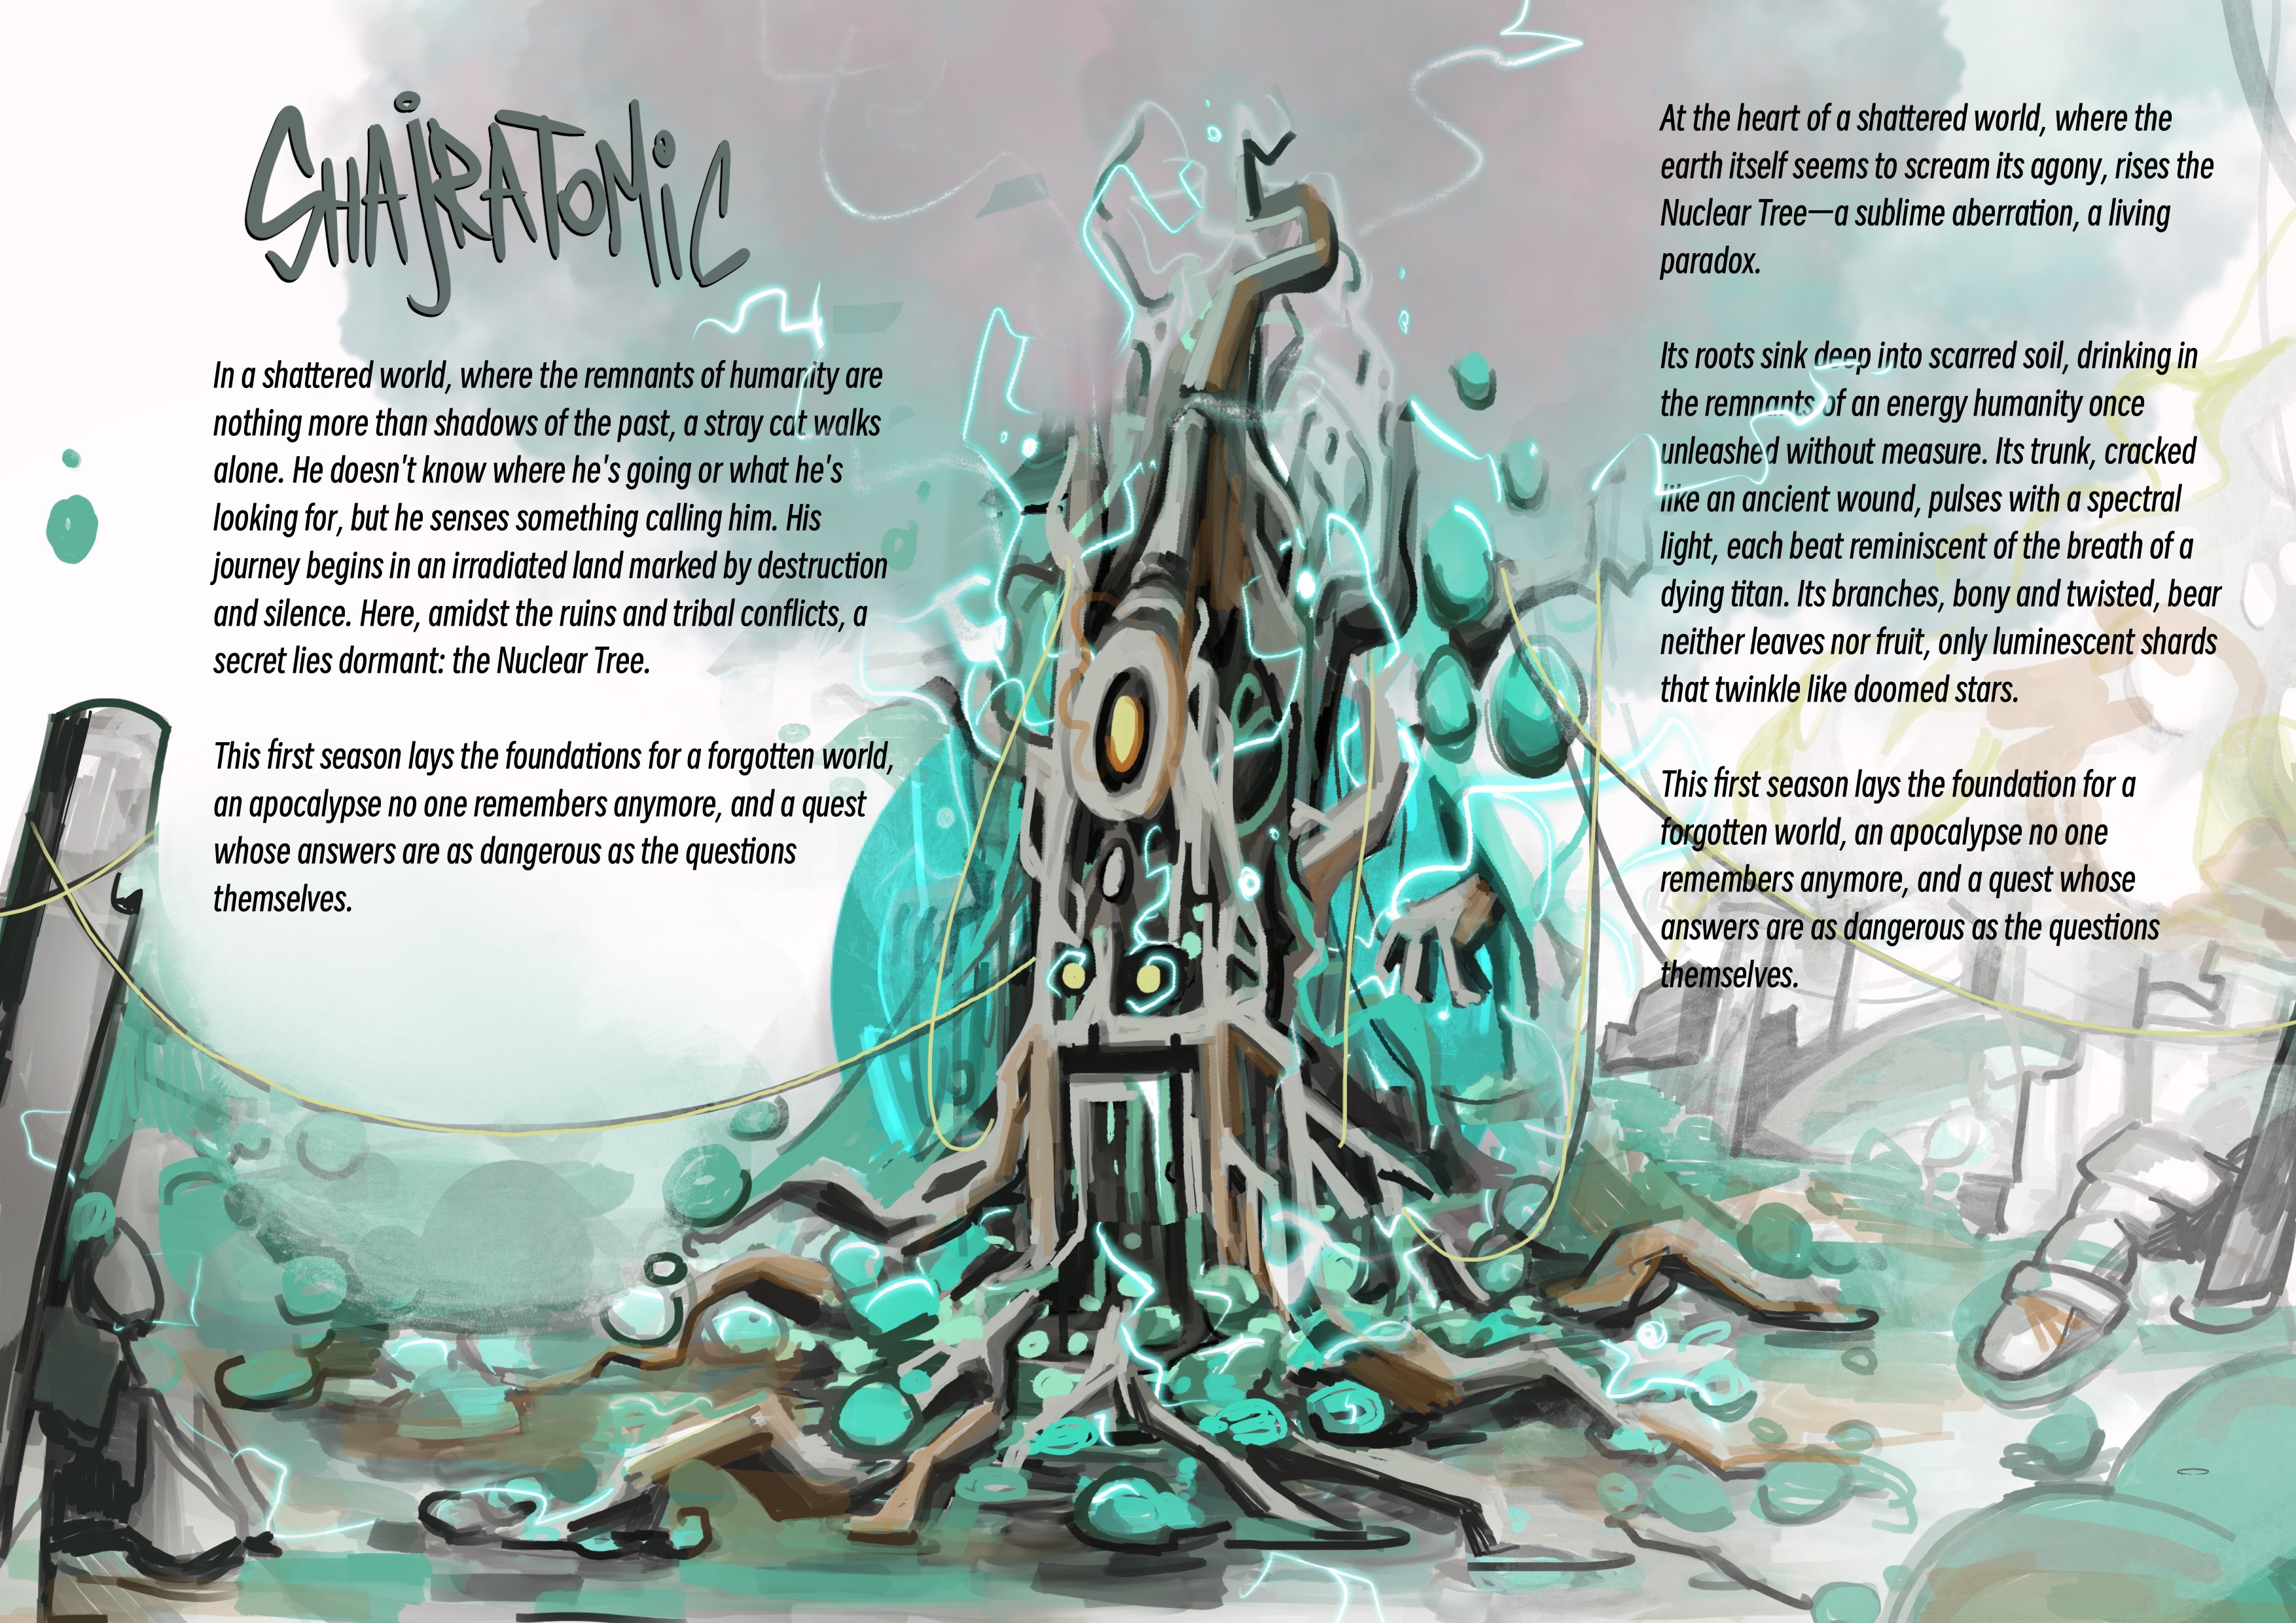 SHAjRATOMiC
In a shattered world, where the remnants of humanity are
nothing more than shadows of the past, a stray cat walks
alone. He doesn't know where he's going or what he's
looking for, but he senses something calling him. His
journey begins in an irradiated land marked by destruction
and silence. Here, amidst the ruins and tribal conflicts, a
secret lies dormant: the Nuclear Tree.
This first season lays the foundations for a forgotten world,
an apocalypse no one remembers anymore, and a quest
whose answers are as dangerous as the questions
themselves.
At the heart of a shattered world, where the
earth itself seems to scream its agony, rises the
Nuclear Tree—a sublime aberration, a living
paradox.
Its roots sink deep into scarred soil, drinking in
the remnants of an energy humanity once
unleashed without measure. Its trunk, cracked
like an ancient wound, pulses with a spectral
light, each beat reminiscent of the breath of a
dying titan. Its branches, bony and twisted, bear
neither leaves nor fruit, only luminescent shards
that twinkle like doomed stars.
This first season lays the foundation for a
forgotten world, an apocalypse no one
remembers anymore, and a quest whose
answers are as dangerous as the questions
themselves.